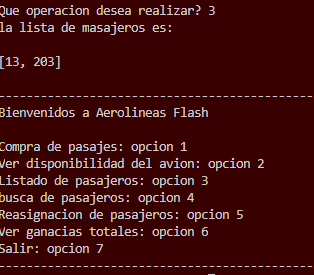 Que operacion desea realizar? 3
la lista de masajeros es:
[13, 203]
--------------------------------------------------
Bienvenidos a Aerolineas Flash
Compra de pasajes: opcion 1
Ver disponibilidad del avion: opcion 2
Listado de pasajeros: opcion 3
busca de pasajeros: opcion 4
Reasignacion de pasajeros: opcion 5
Ver ganacias totales: opcion 6
Salir: opcion 7
--------------------------------------------------